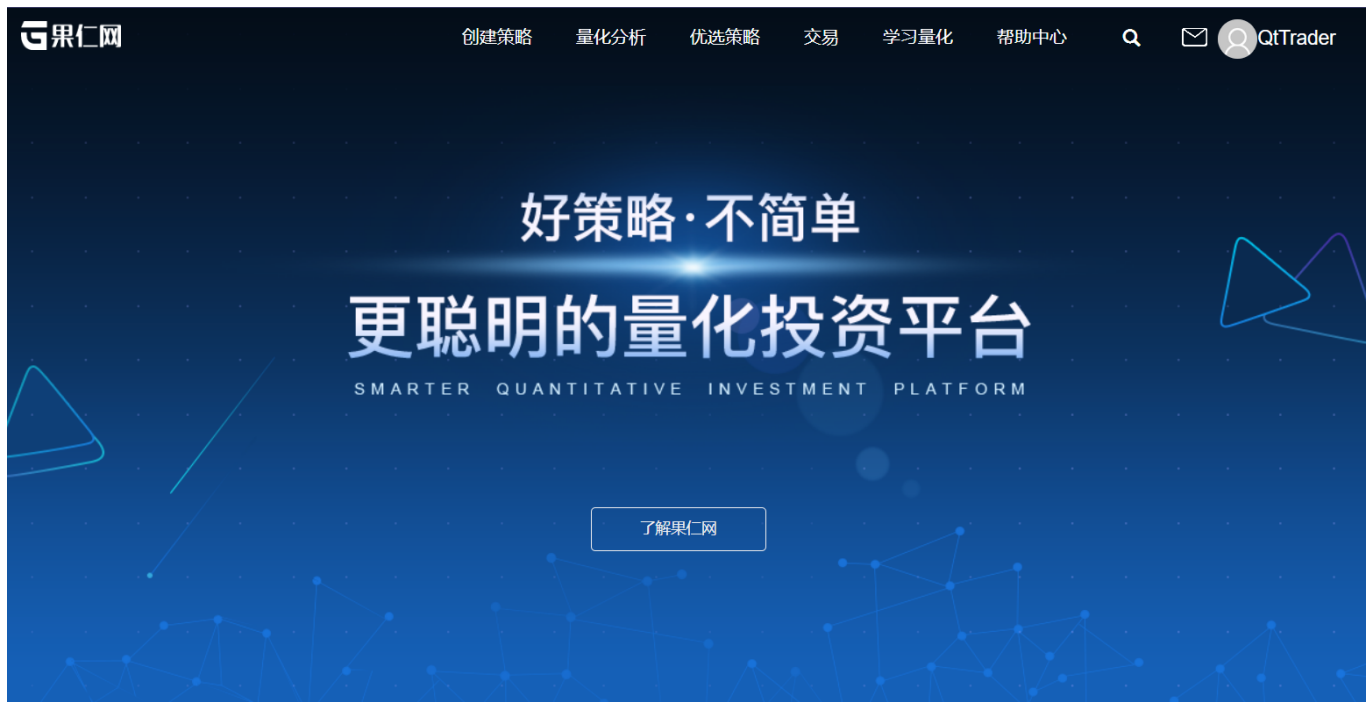 果仁网 创建策略 量化分析 优选策略 交易 学习量化 帮助中心 QtTrader
好策略·不简单
更聪明的量化投资平台
SMARTER QUANTITATIVE INVESTMENT PLATFORM
了解果仁网